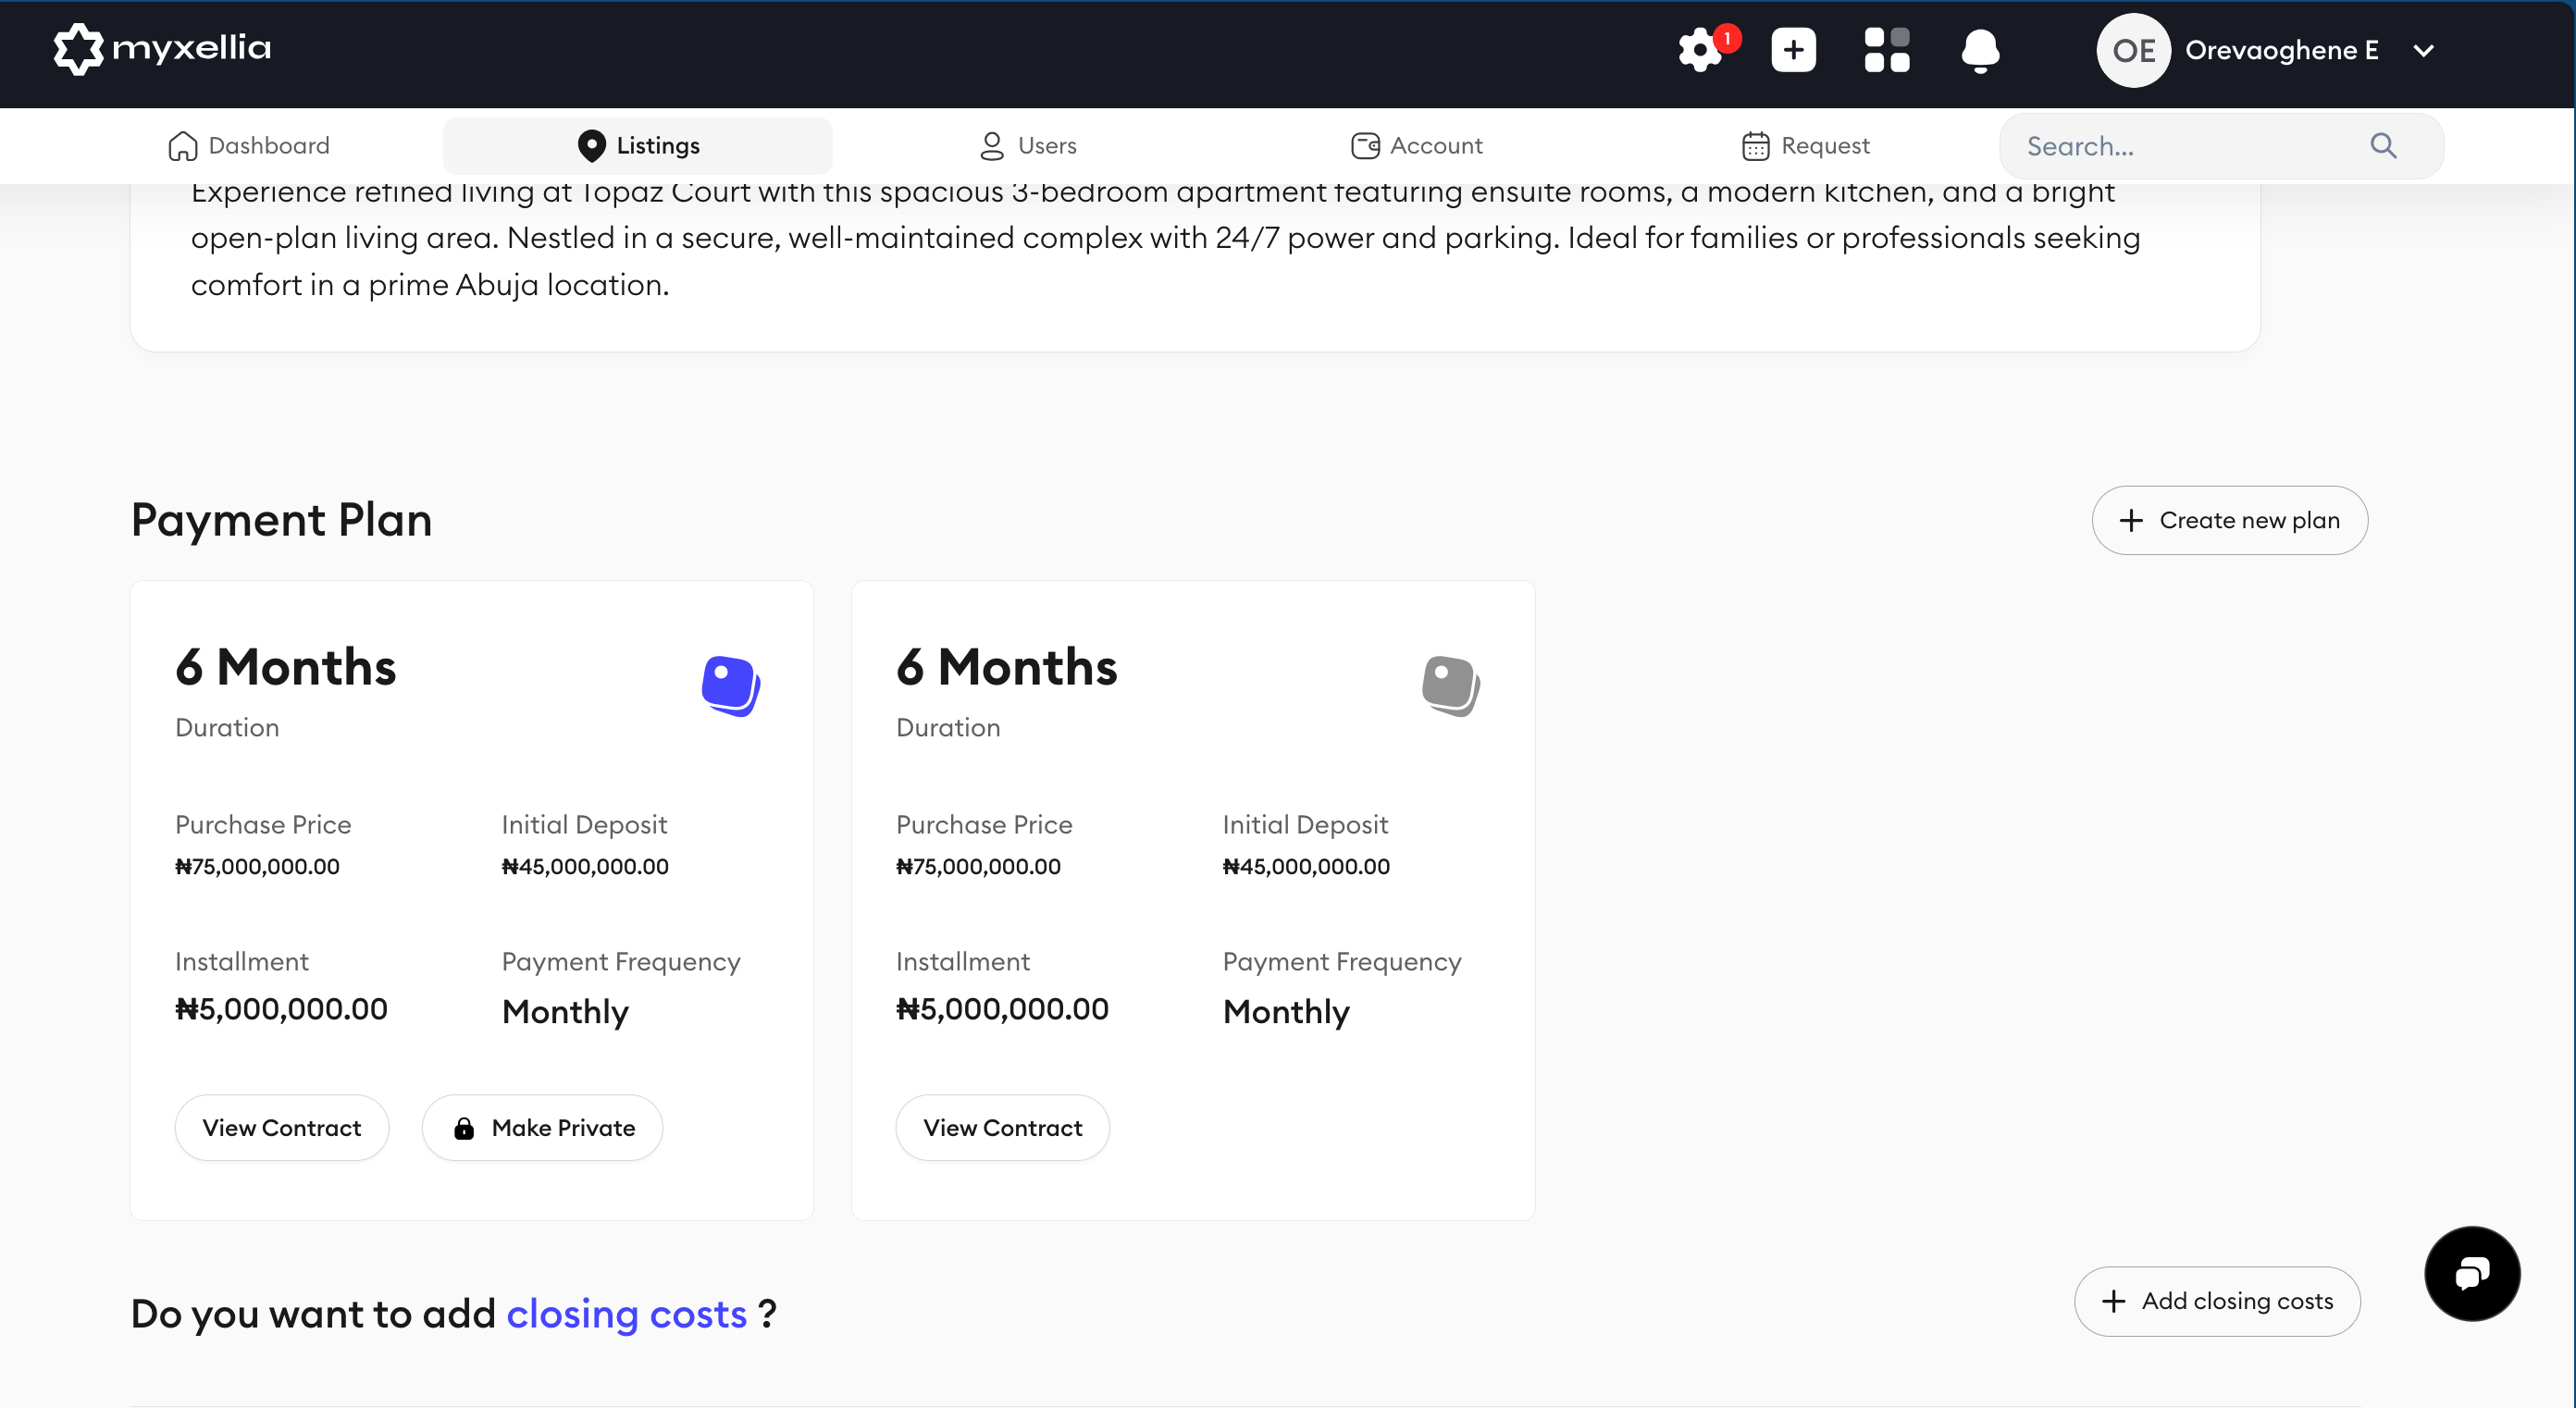 myxellia
1
OE
Orevaoghene E
Dashboard
Listings
Users
Account
Request
Search...
Experience refined living at Topaz Court with this spacious 3-bedroom apartment featuring ensuite rooms, a modern kitchen, and a bright
open-plan living area. Nestled in a secure, well-maintained complex with 24/7 power and parking. Ideal for families or professionals seeking
comfort in a prime Abuja location.
Payment Plan
Create new plan
6 Months
Duration
Purchase Price
Initial Deposit
₦75,000,000.00
₦45,000,000.00
Installment
Payment Frequency
₦5,000,000.00
Monthly
View Contract
Make Private
6 Months
Duration
Purchase Price
Initial Deposit
₦75,000,000.00
₦45,000,000.00
Installment
Payment Frequency
₦5,000,000.00
Monthly
View Contract
Do you want to add closing costs ?
Add closing costs